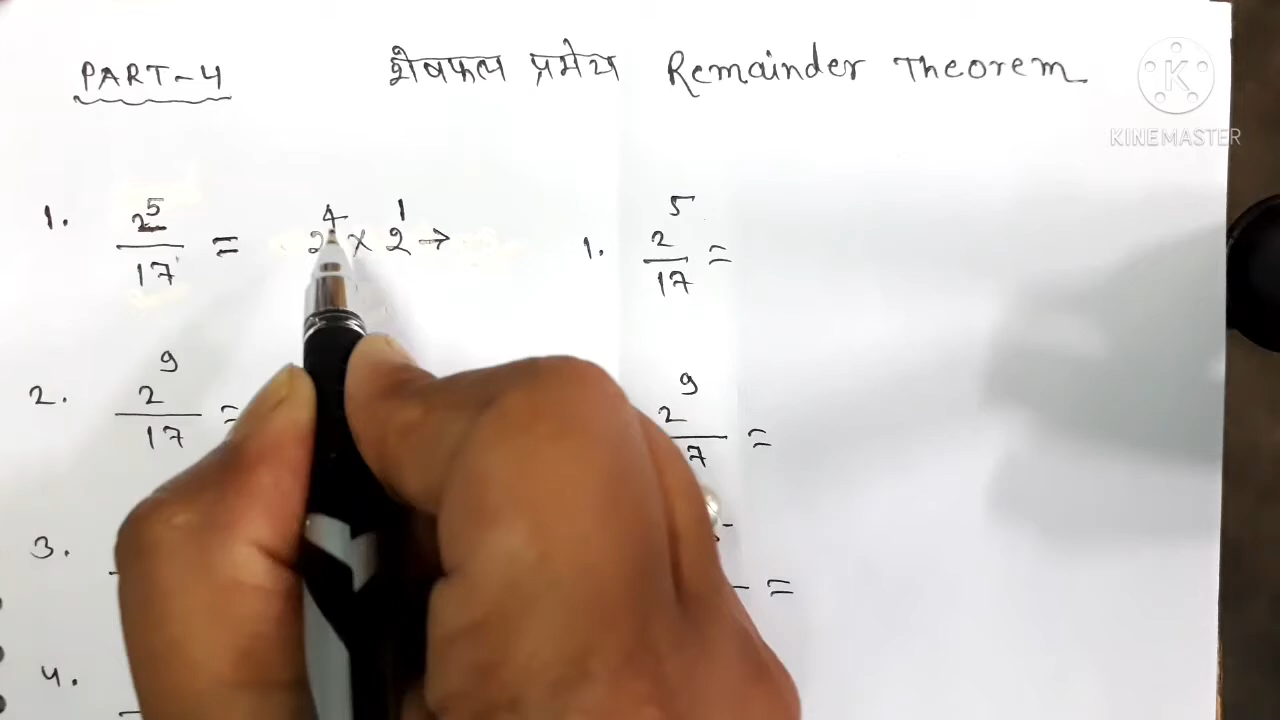 PART-4 शेषफल प्रमेय Remainder Theorem
K
KINEMASTER
1. 2^5/17 = 2^4 × 2^1 →
1. 2^5/17 =
2. 2^9/17 =
2^9/7 =
3.
=
4.